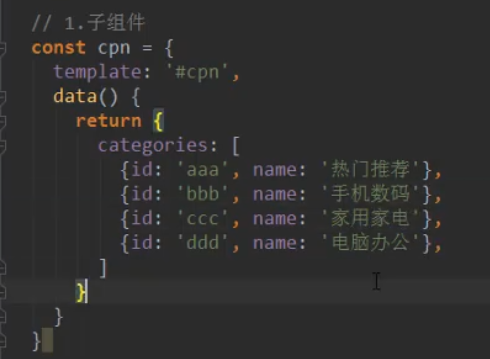 // 1.子组件
const cpn = {
  template: '#cpn',
  data() {
    return {
      categories: [
        {id: 'aaa', name: '热门推荐'},
        {id: 'bbb', name: '手机数码'},
        {id: 'ccc', name: '家用家电'},
        {id: 'ddd', name: '电脑办公'},
      ]
    }
  }
}